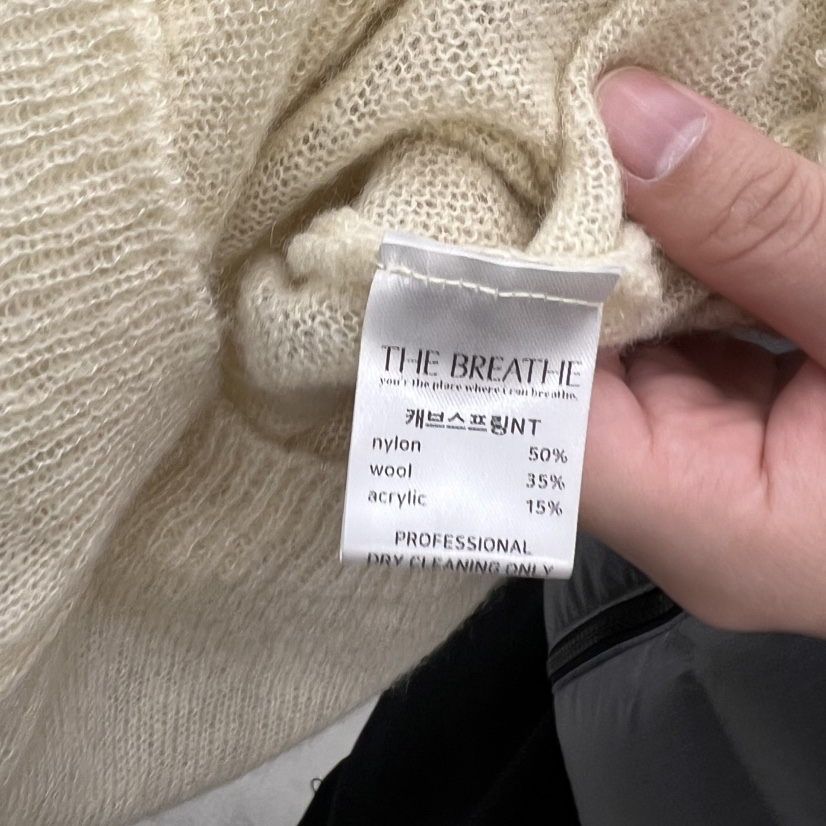 THE BREATHE
you'r the place where i can breathe.
캐브스프링NT
nylon 50%
wool 35%
acrylic 15%
PROFESSIONAL
DRY CLEANING ONLY